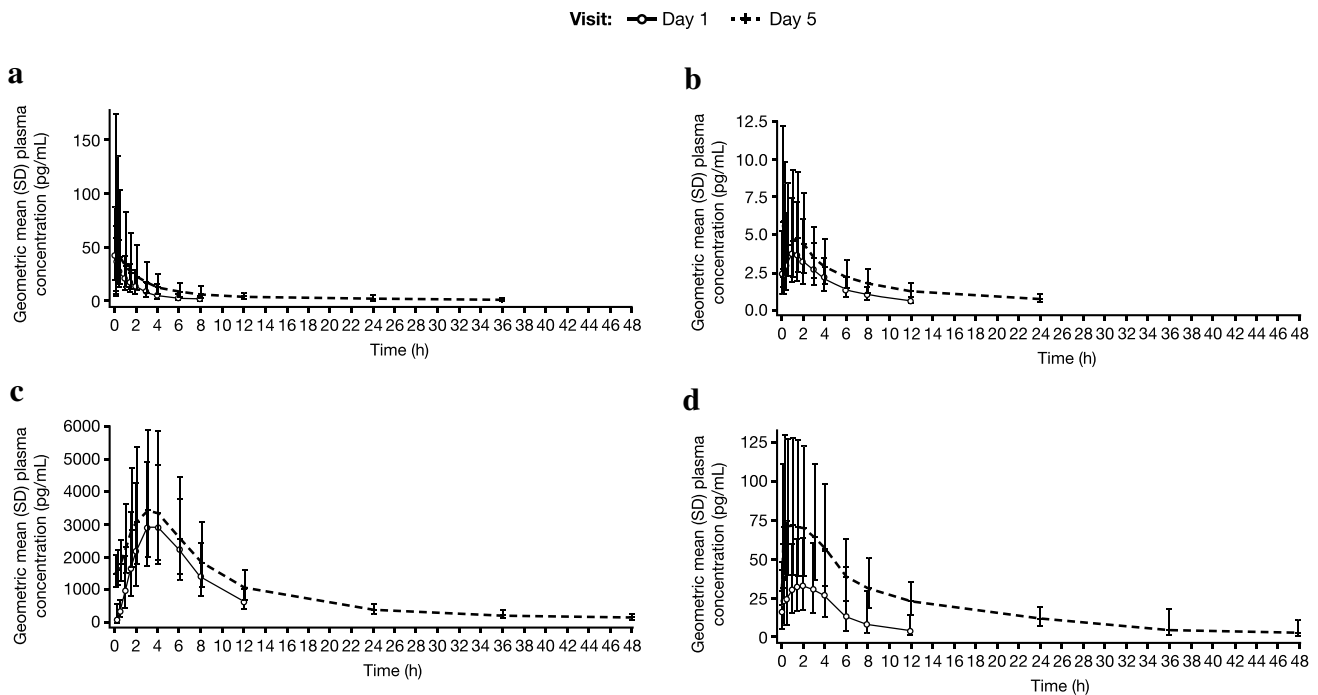 Visit: Day 1 Day 5
a
Geometric mean (SD) plasma
concentration (pg/mL)
150
100
50
0
0 2 4 6 8 10 12 14 16 18 20 22 24 26 28 30 32 34 36 38 40 42 44 46 48
Time (h)
b
Geometric mean (SD) plasma
concentration (pg/mL)
12.5
10.0
7.5
5.0
2.5
0.0
0 2 4 6 8 10 12 14 16 18 20 22 24 26 28 30 32 34 36 38 40 42 44 46 48
Time (h)
c
Geometric mean (SD) plasma
concentration (pg/mL)
6000
5000
4000
3000
2000
1000
0
0 2 4 6 8 10 12 14 16 18 20 22 24 26 28 30 32 34 36 38 40 42 44 46 48
Time (h)
d
Geometric mean (SD) plasma
concentration (pg/mL)
125
100
75
50
25
0
0 2 4 6 8 10 12 14 16 18 20 22 24 26 28 30 32 34 36 38 40 42 44 46 48
Time (h)